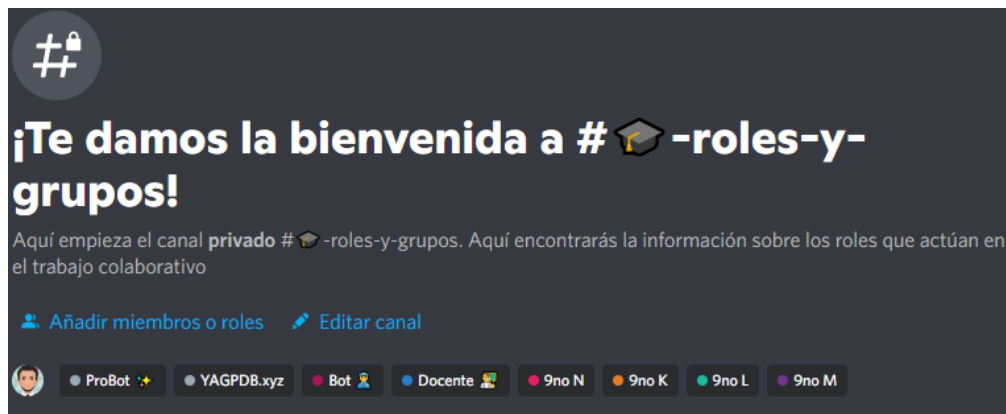 ¡Te damos la bienvenida a #🎓-roles-y-
grupos!
Aquí empieza el canal privado #🎓-roles-y-grupos. Aquí encontrarás la información sobre los roles que actúan en
el trabajo colaborativo
Añadir miembros o roles Editar canal
ProBot ✨ YAGPDB.xyz Bot 👨‍✈️ Docente 👨‍🏫 9no N 9no K 9no L 9no M